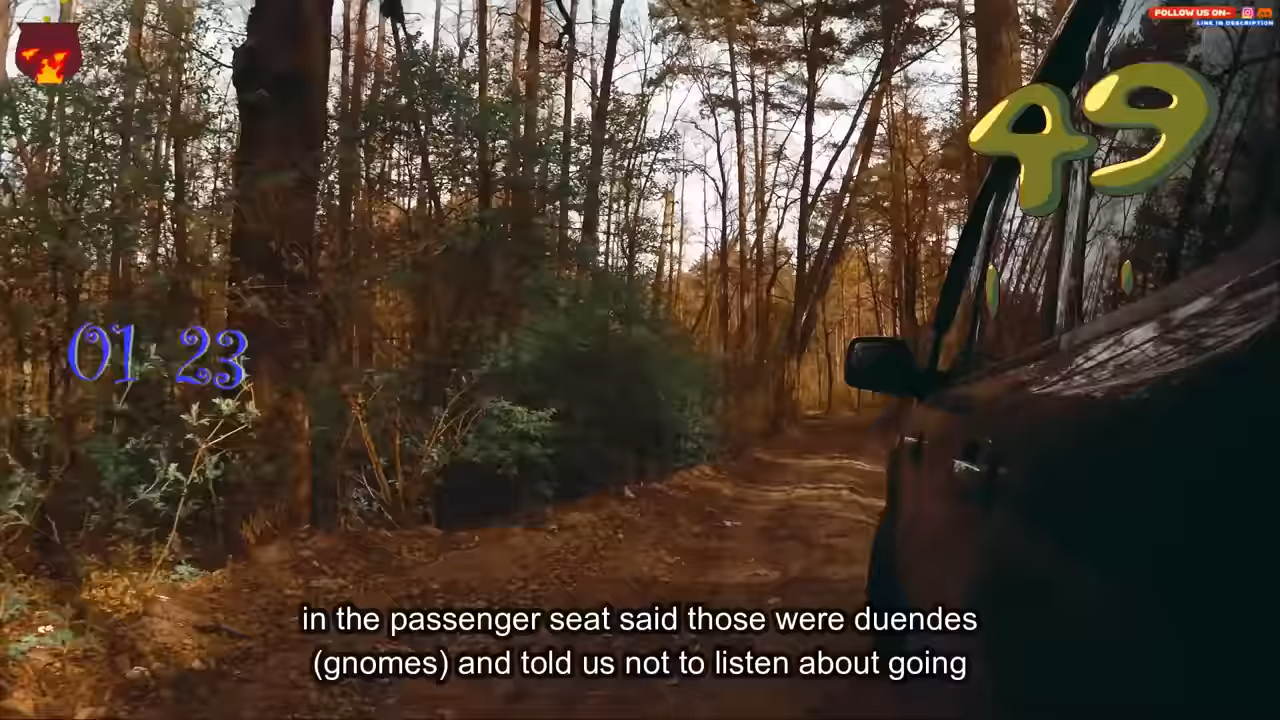 FOLLOW US ON-
LINK IN DESCRIPTION
49
01 23
in the passenger seat said those were duendes
(gnomes) and told us not to listen about going